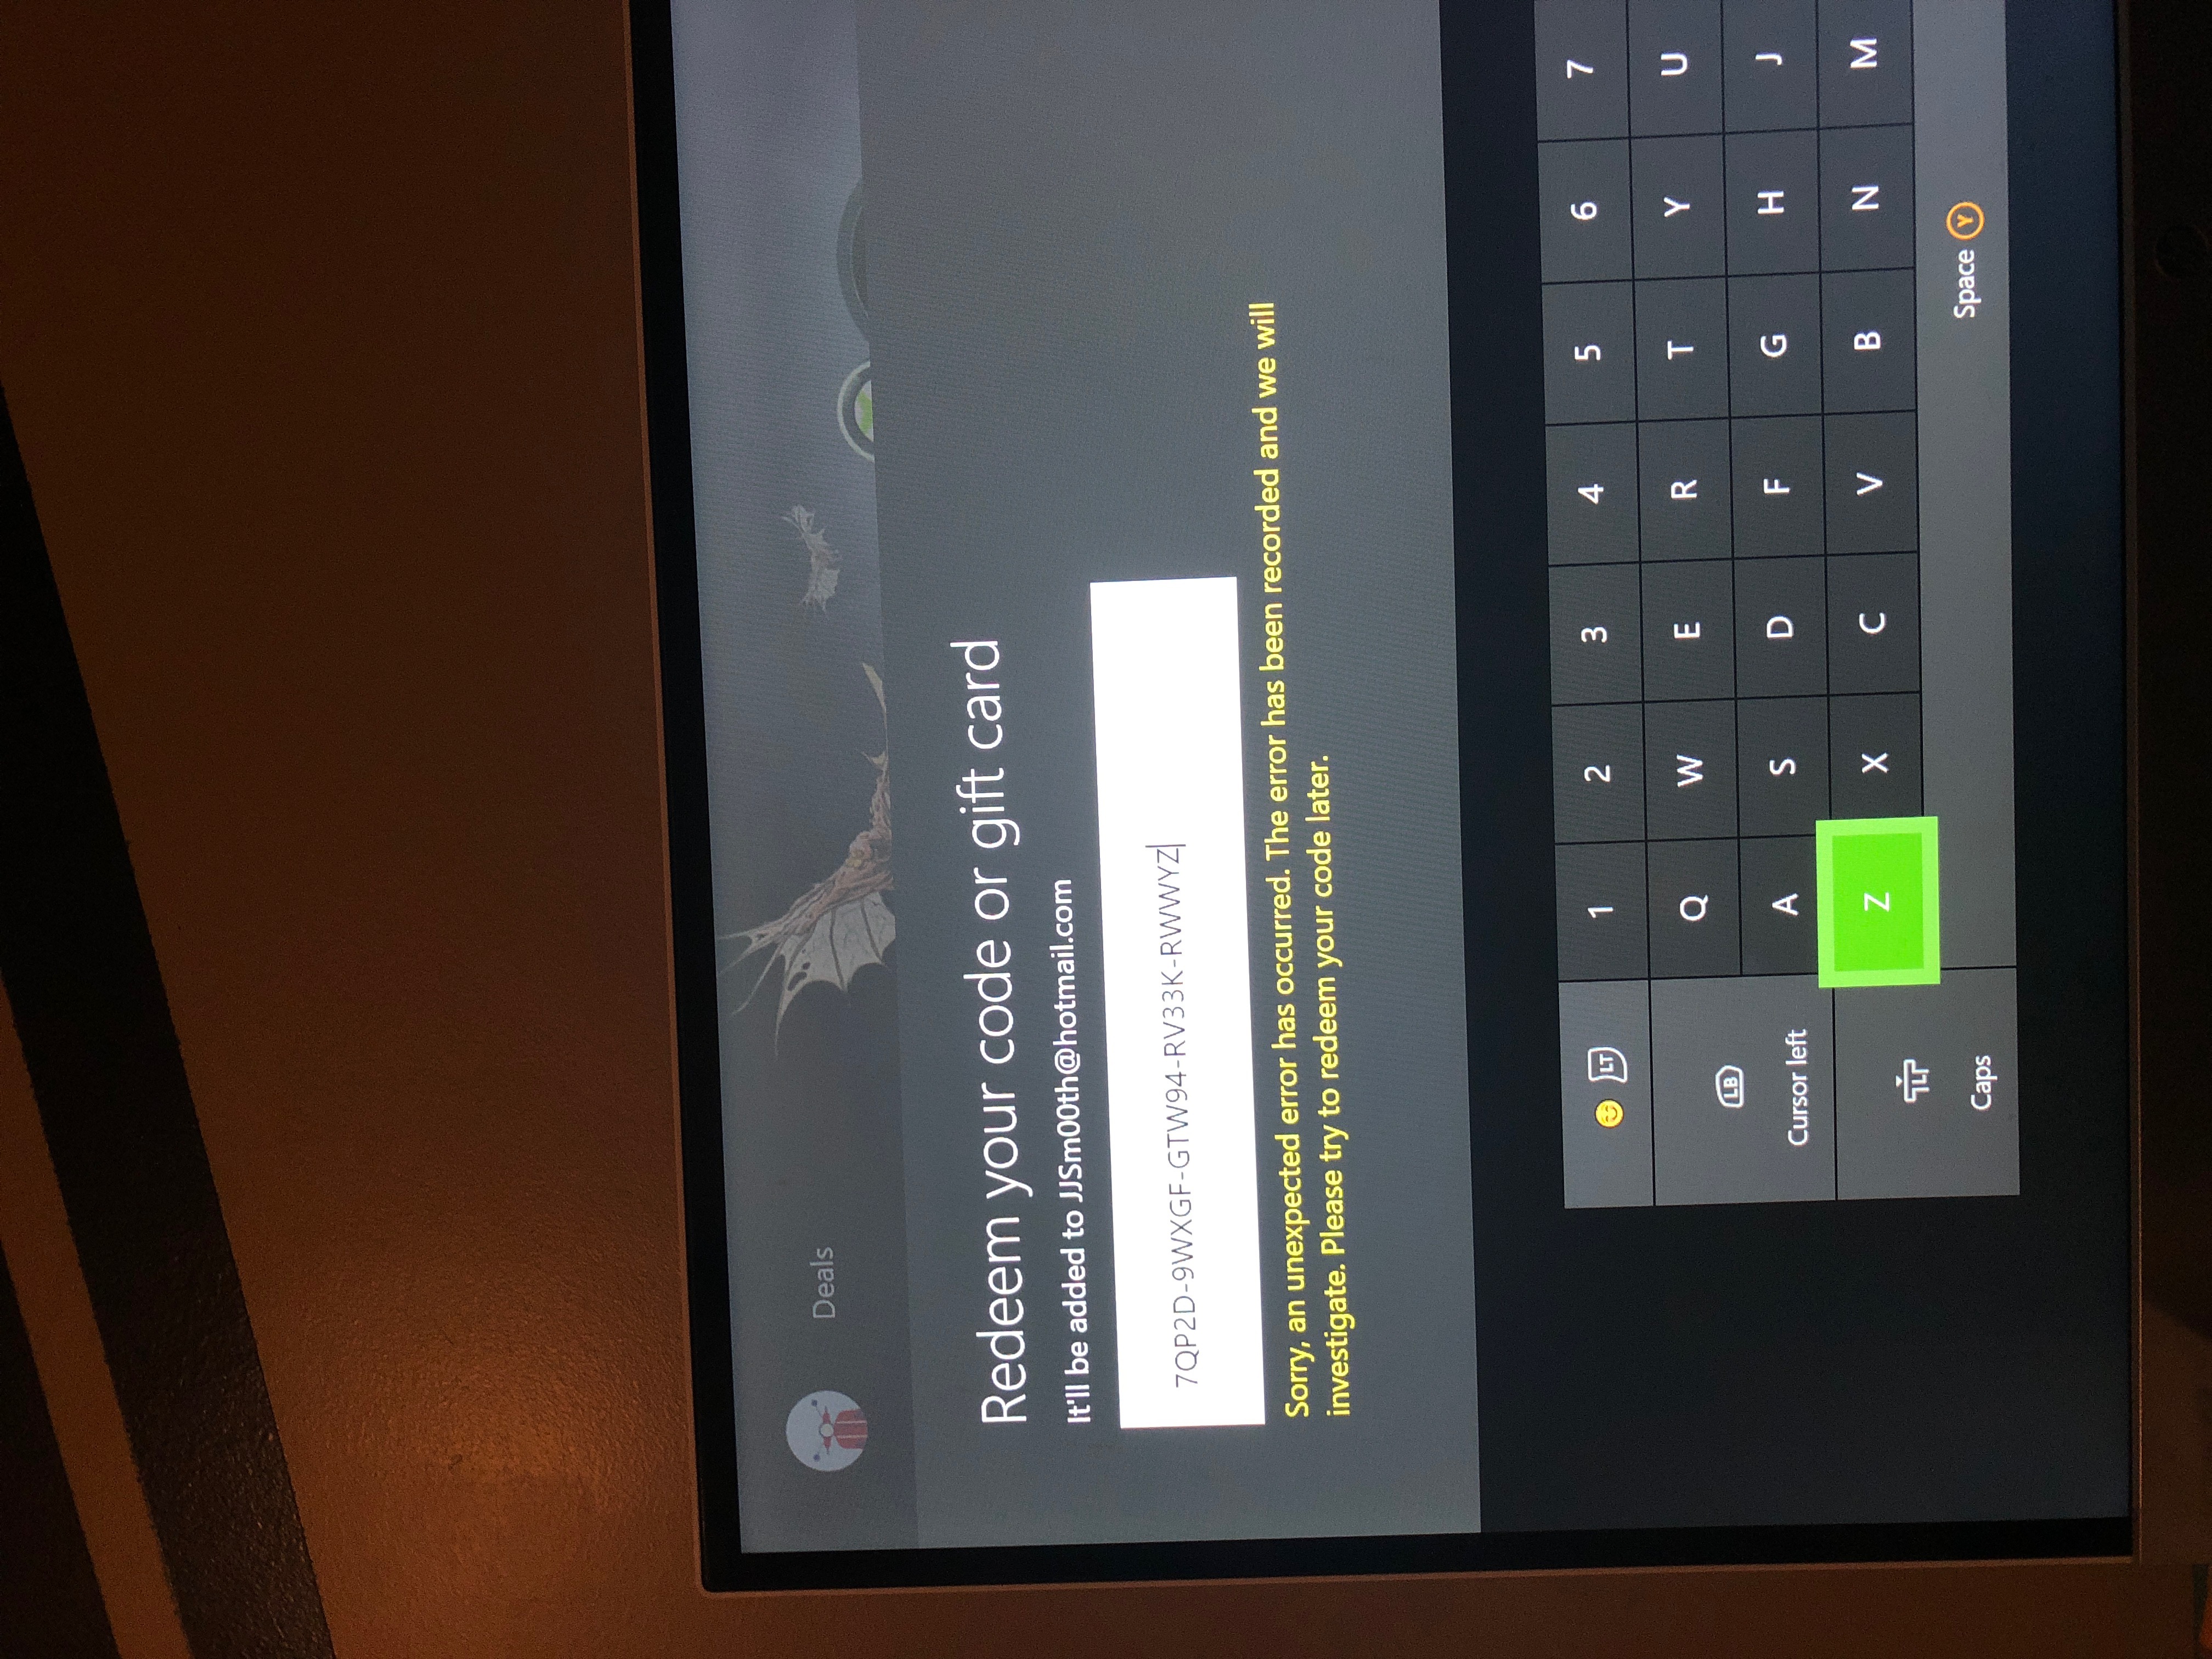 Deals
Redeem your code or gift card
It'll be added to JJSm00th@hotmail.com
7QP2D-9WXGF-GTW94-RV33K-RWWYZ
Sorry, an unexpected error has occurred. The error has been recorded and we will
investigate. Please try to redeem your code later.
LT 1 2 3 4 5 6 7
Q W E R T Y U
LB
Cursor left
A S D F G H J
Z X C V B N M
Caps
Space Y